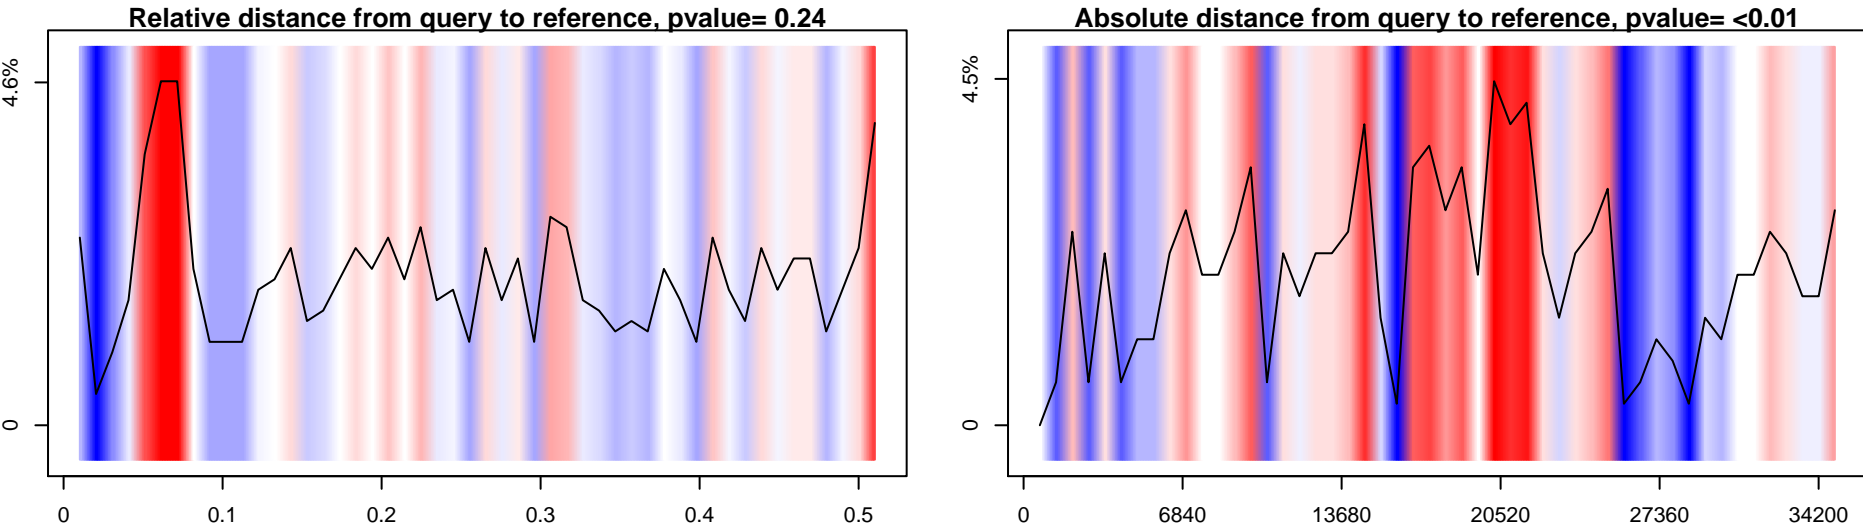 Relative distance from query to reference, pvalue= 0.24
4.6%
0
0 0.1 0.2 0.3 0.4 0.5
Absolute distance from query to reference, pvalue= <0.01
4.5%
0
0 6840 13680 20520 27360 34200